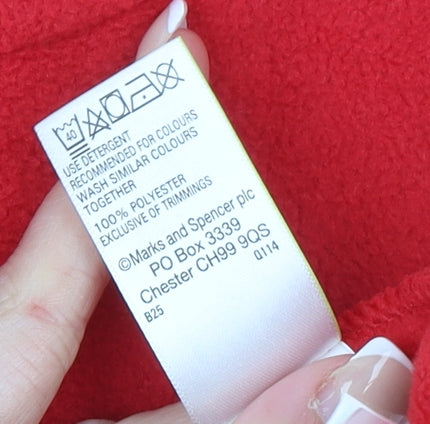 40
USE DETERGENT
RECOMMENDED FOR COLOURS
WASH SIMILAR COLOURS
TOGETHER
100% POLYESTER
EXCLUSIVE OF TRIMMINGS
©Marks and Spencer plc
PO Box 3339
Chester CH99 9QS
B25 0114